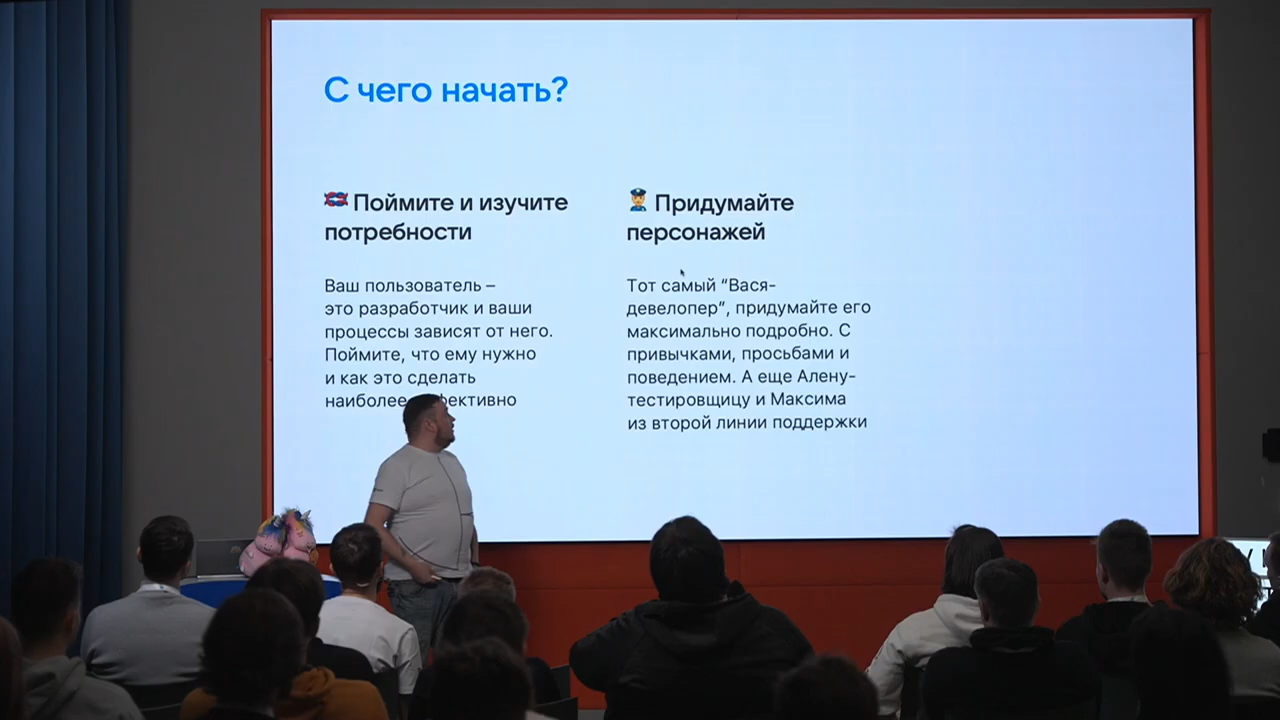 С чего начать?
Поймите и изучите
потребности
Ваш пользователь –
это разработчик и ваши
процессы зависят от него.
Поймите, что ему нужно
и как это сделать
наиболее
Придумайте
персонажей
Тот самый “Вася-
девелопер”, придумайте его
максимально подробно. С
привычками, просьбами и
поведением. А еще Алену-
тестировщицу и Максима
из второй линии поддержки